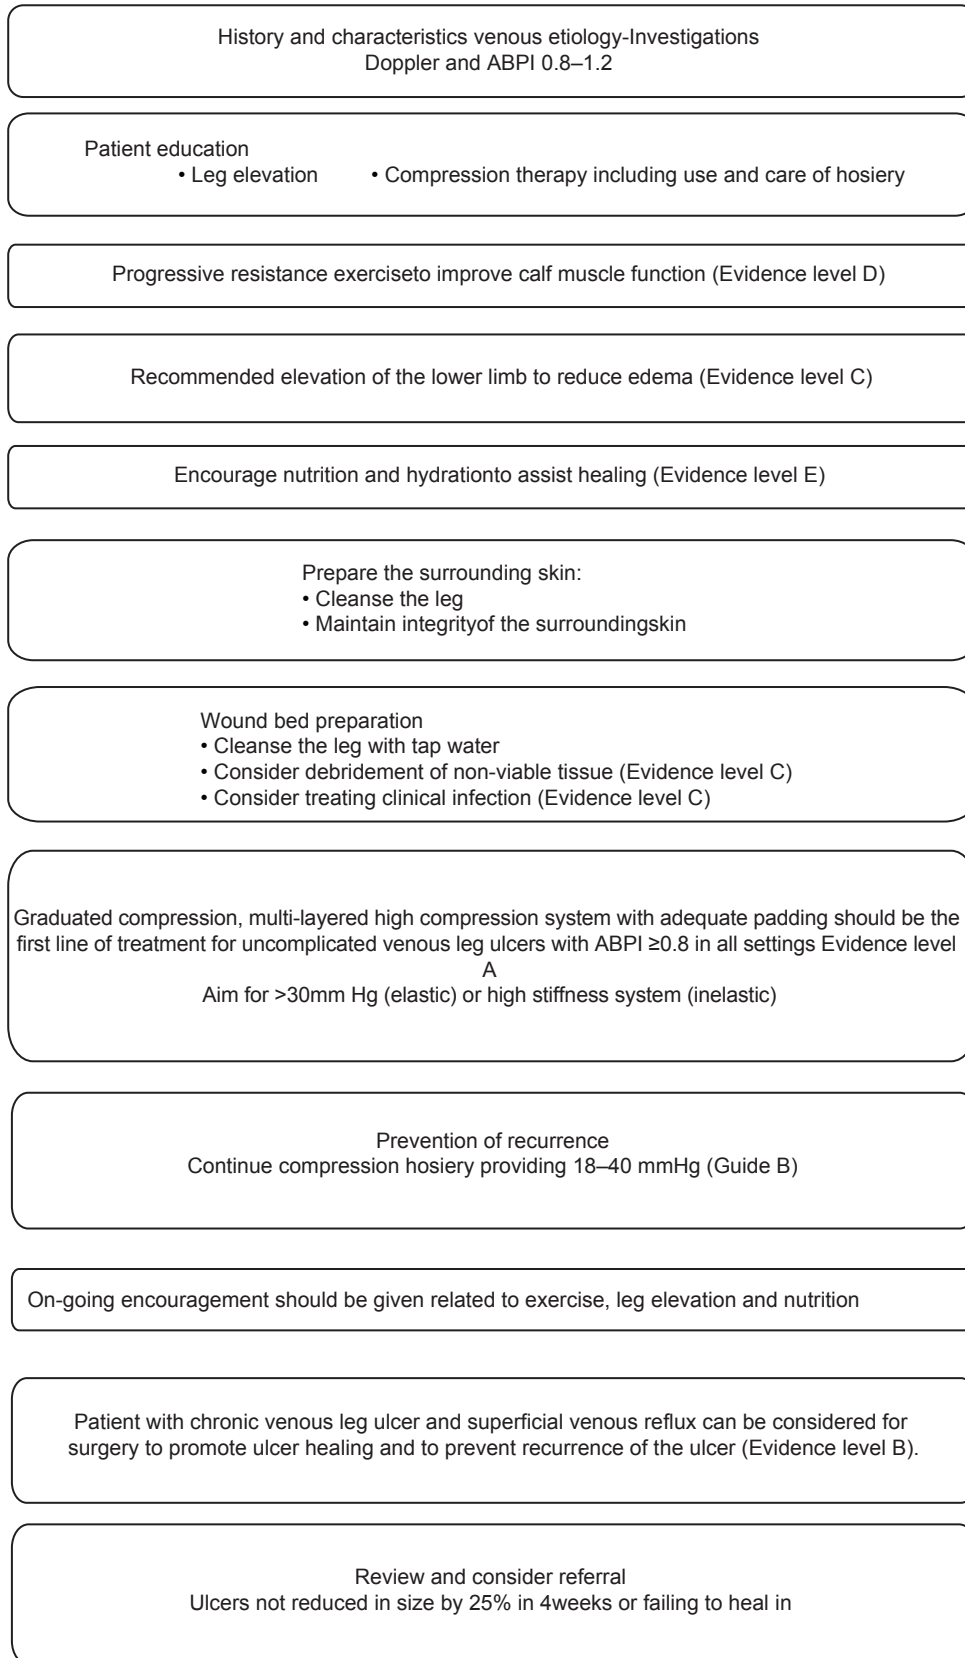 History and characteristics venous etiology-Investigations
Doppler and ABPI 0.8–1.2
Patient education
• Leg elevation • Compression therapy including use and care of hosiery
Progressive resistance exerciseto improve calf muscle function (Evidence level D)
Recommended elevation of the lower limb to reduce edema (Evidence level C)
Encourage nutrition and hydrationto assist healing (Evidence level E)
Prepare the surrounding skin:
• Cleanse the leg
• Maintain integrityof the surroundingskin
Wound bed preparation
• Cleanse the leg with tap water
• Consider debridement of non-viable tissue (Evidence level C)
• Consider treating clinical infection (Evidence level C)
Graduated compression, multi-layered high compression system with adequate padding should be the
first line of treatment for uncomplicated venous leg ulcers with ABPI ≥0.8 in all settings Evidence level
A
Aim for >30mm Hg (elastic) or high stiffness system (inelastic)
Prevention of recurrence
Continue compression hosiery providing 18–40 mmHg (Guide B)
On-going encouragement should be given related to exercise, leg elevation and nutrition
Patient with chronic venous leg ulcer and superficial venous reflux can be considered for
surgery to promote ulcer healing and to prevent recurrence of the ulcer (Evidence level B).
Review and consider referral
Ulcers not reduced in size by 25% in 4weeks or failing to heal in